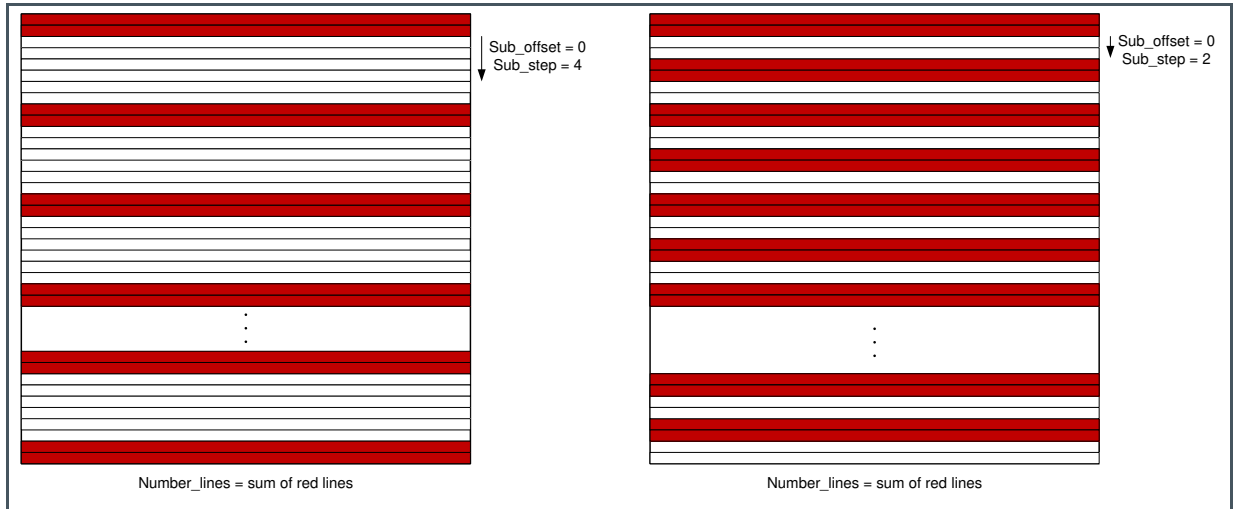 Sub_offset = 0
Sub_step = 4
Number_lines = sum of red lines
Sub_offset = 0
Sub_step = 2
Number_lines = sum of red lines